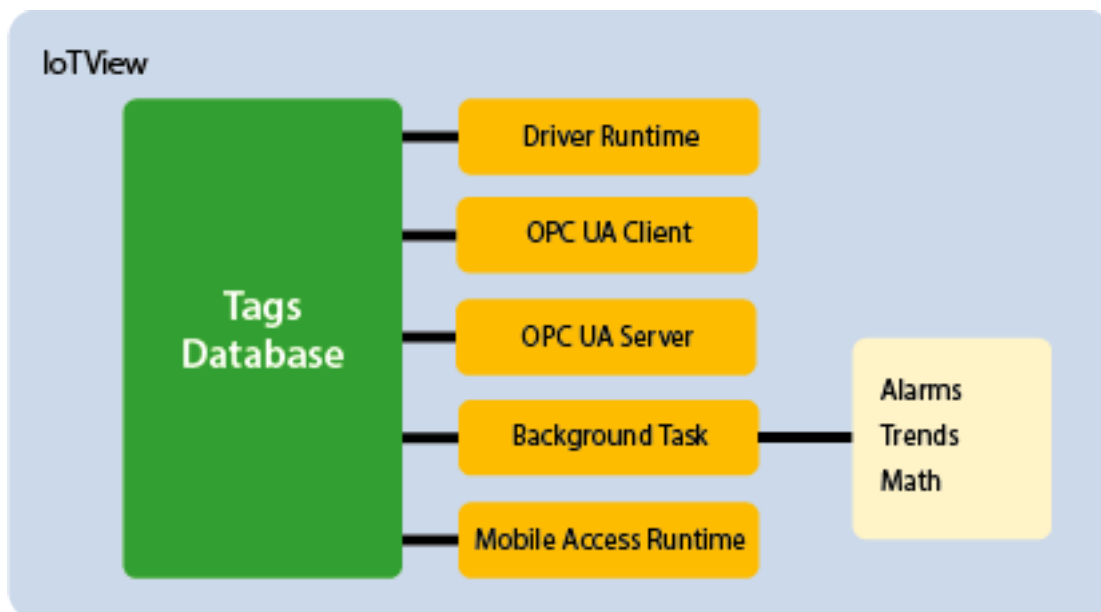 IoTView
Tags
Database
Driver Runtime
OPC UA Client
OPC UA Server
Background Task
Mobile Access Runtime
Alarms
Trends
Math